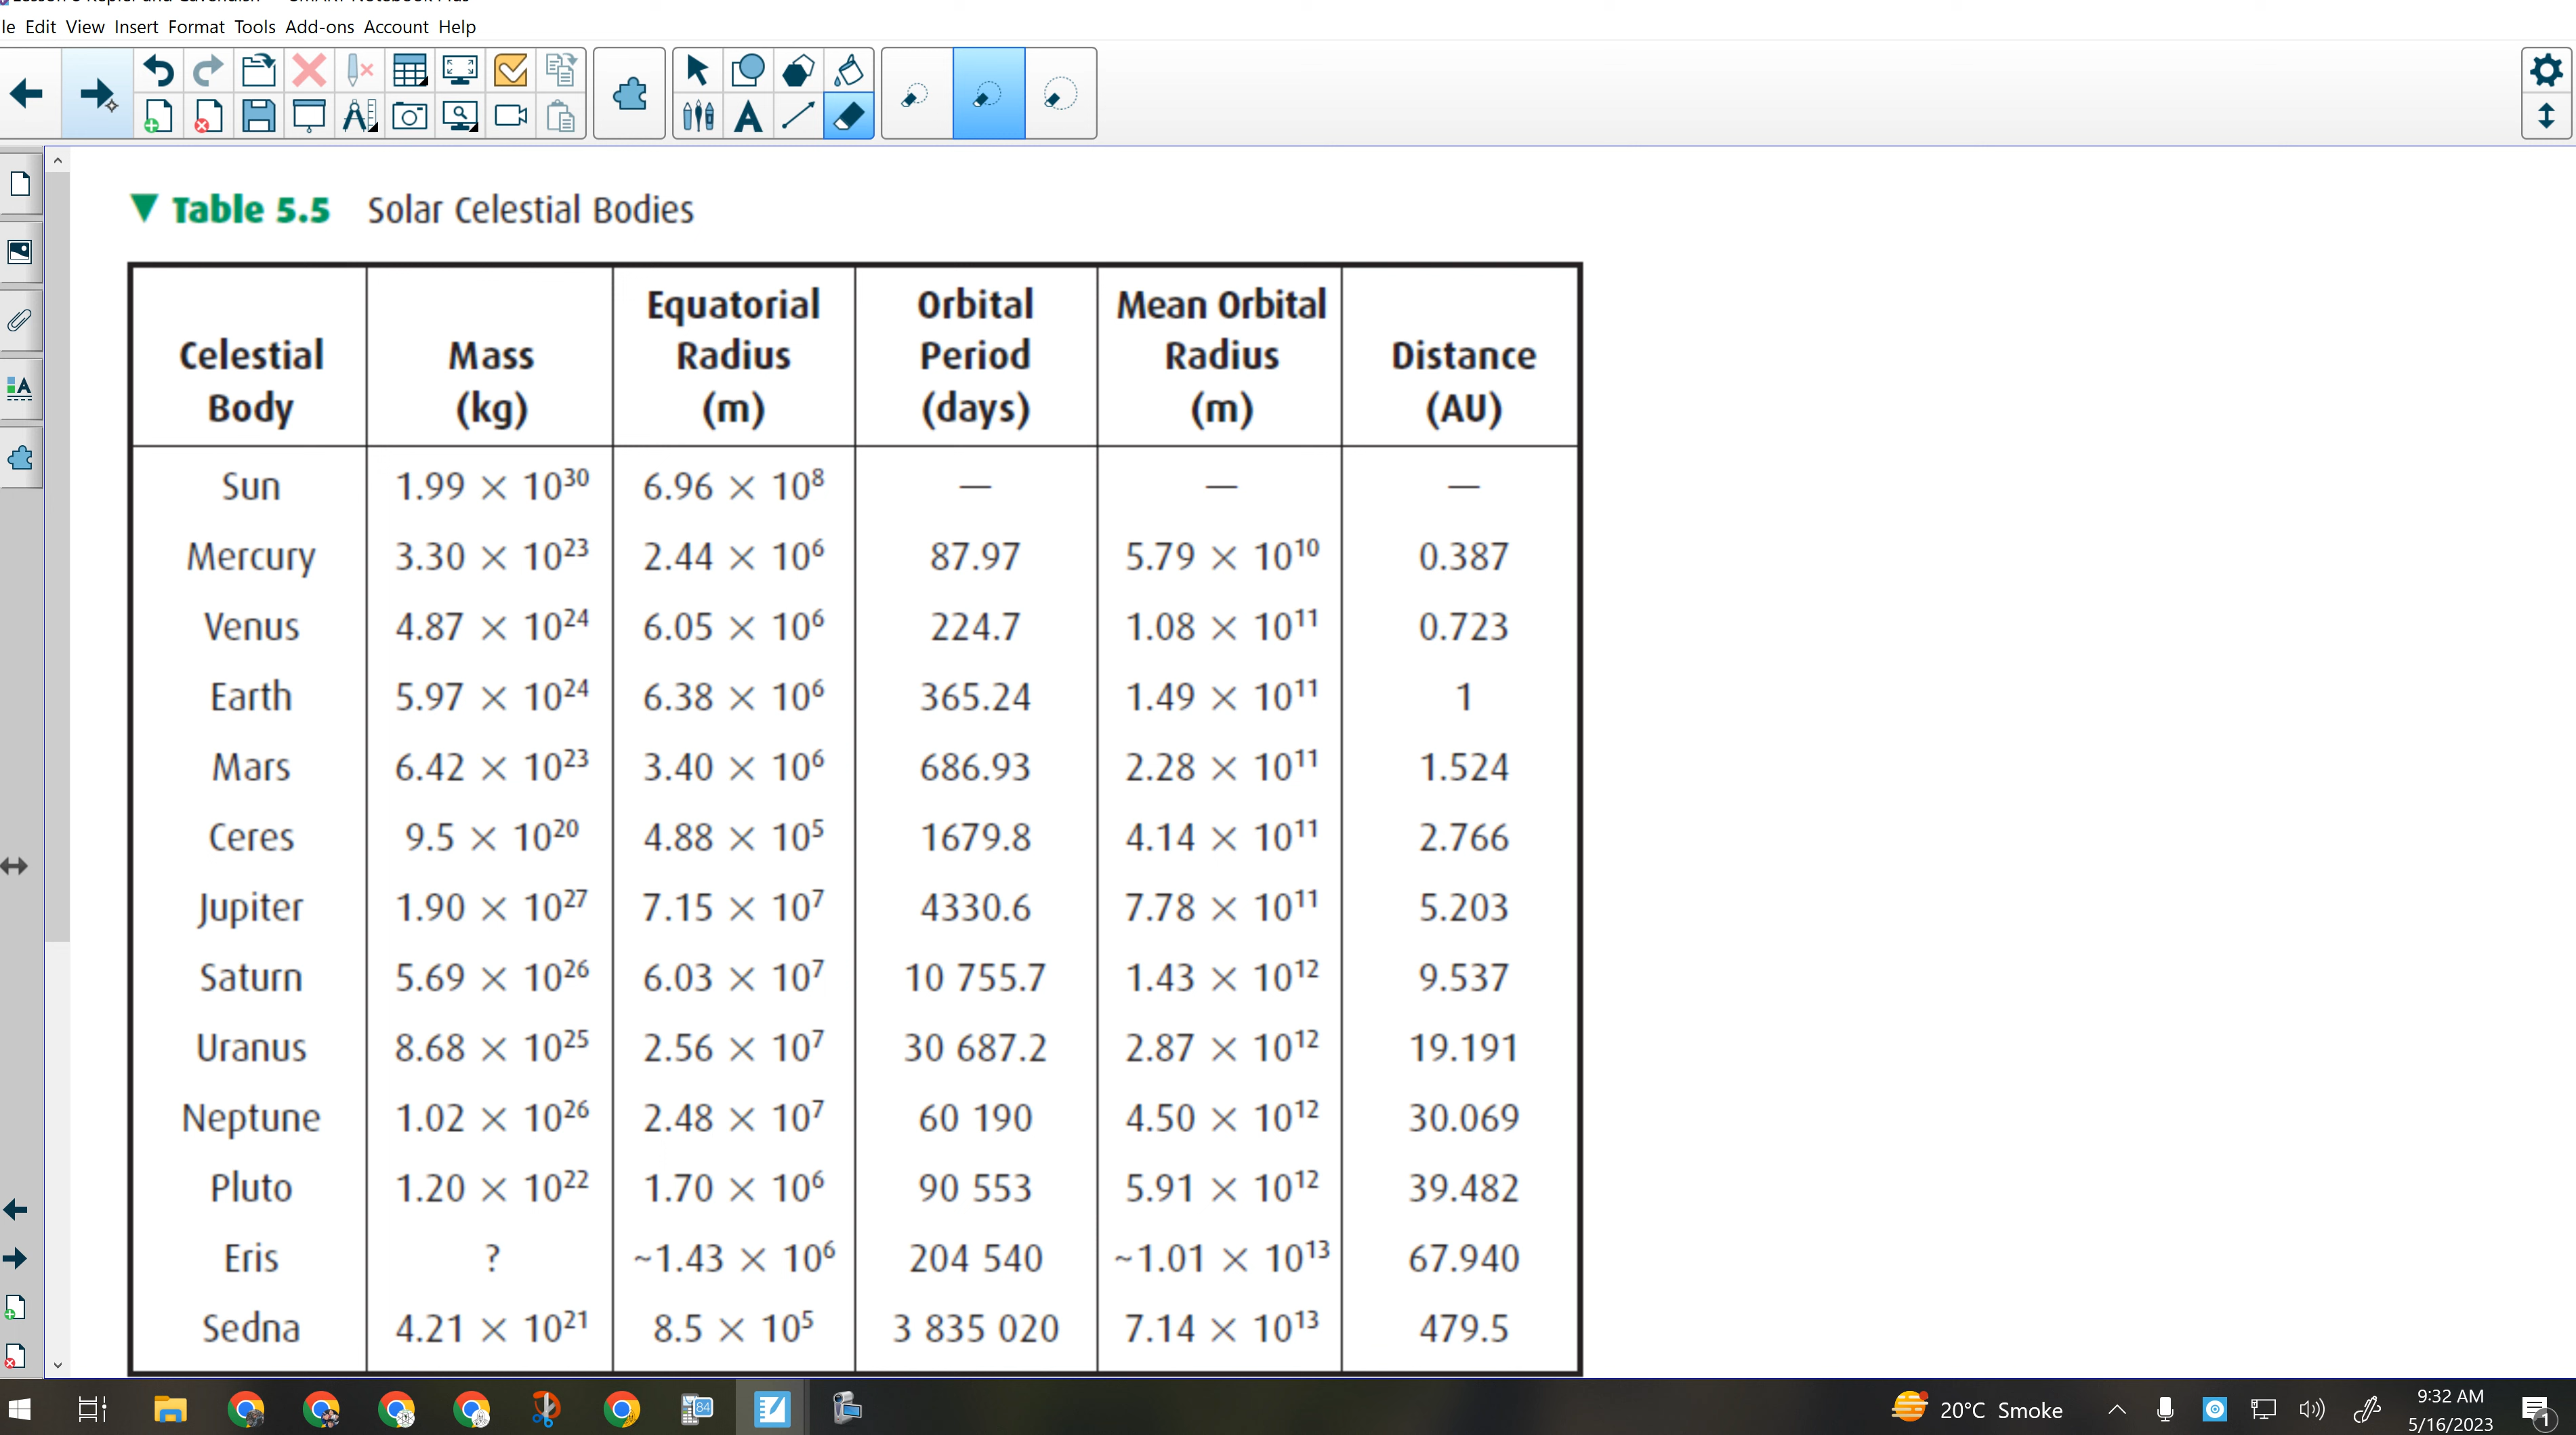 le Edit View Insert Format Tools Add-ons Account Help
▼ Table 5.5 Solar Celestial Bodies
Celestial Body | Mass (kg) | Equatorial Radius (m) | Orbital Period (days) | Mean Orbital Radius (m) | Distance (AU)
Sun | 1.99 × 10³⁰ | 6.96 × 10⁸ | — | — | —
Mercury | 3.30 × 10²³ | 2.44 × 10⁶ | 87.97 | 5.79 × 10¹⁰ | 0.387
Venus | 4.87 × 10²⁴ | 6.05 × 10⁶ | 224.7 | 1.08 × 10¹¹ | 0.723
Earth | 5.97 × 10²⁴ | 6.38 × 10⁶ | 365.24 | 1.49 × 10¹¹ | 1
Mars | 6.42 × 10²³ | 3.40 × 10⁶ | 686.93 | 2.28 × 10¹¹ | 1.524
Ceres | 9.5 × 10²⁰ | 4.88 × 10⁵ | 1679.8 | 4.14 × 10¹¹ | 2.766
Jupiter | 1.90 × 10²⁷ | 7.15 × 10⁷ | 4330.6 | 7.78 × 10¹¹ | 5.203
Saturn | 5.69 × 10²⁶ | 6.03 × 10⁷ | 10 755.7 | 1.43 × 10¹² | 9.537
Uranus | 8.68 × 10²⁵ | 2.56 × 10⁷ | 30 687.2 | 2.87 × 10¹² | 19.191
Neptune | 1.02 × 10²⁶ | 2.48 × 10⁷ | 60 190 | 4.50 × 10¹² | 30.069
Pluto | 1.20 × 10²² | 1.70 × 10⁶ | 90 553 | 5.91 × 10¹² | 39.482
Eris | ? | ~1.43 × 10⁶ | 204 540 | ~1.01 × 10¹³ | 67.940
Sedna | 4.21 × 10²¹ | 8.5 × 10⁵ | 3 835 020 | 7.14 × 10¹³ | 479.5
84
20°C Smoke
9:32 AM
5/16/2023
1